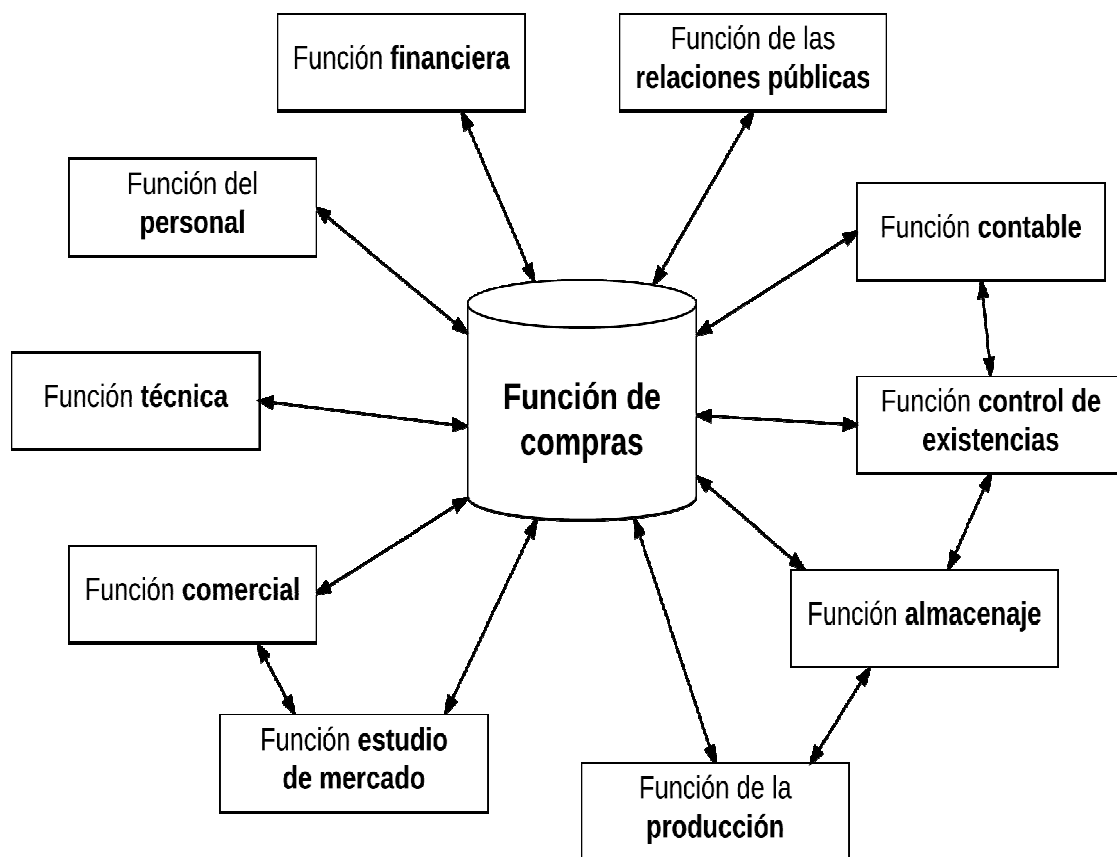 Función financiera
Función de las
relaciones públicas
Función del
personal
Función contable
Función técnica
Función de
compras
Función control de
existencias
Función comercial
Función almacenaje
Función estudio
de mercado
Función de la
producción